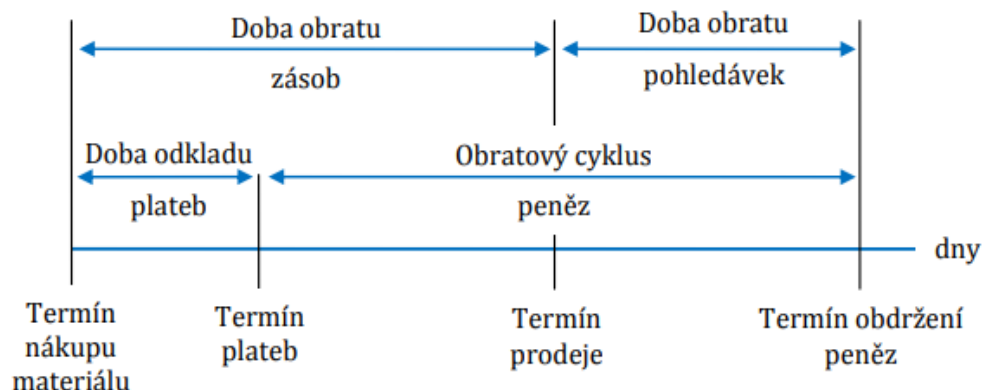 Doba obratu
zásob
Doba obratu
pohledávek
Doba odkladu
plateb
Obratový cyklus
peněz
dny
Termín
nákupu
materiálu
Termín
plateb
Termín
prodeje
Termín obdržení
peněz